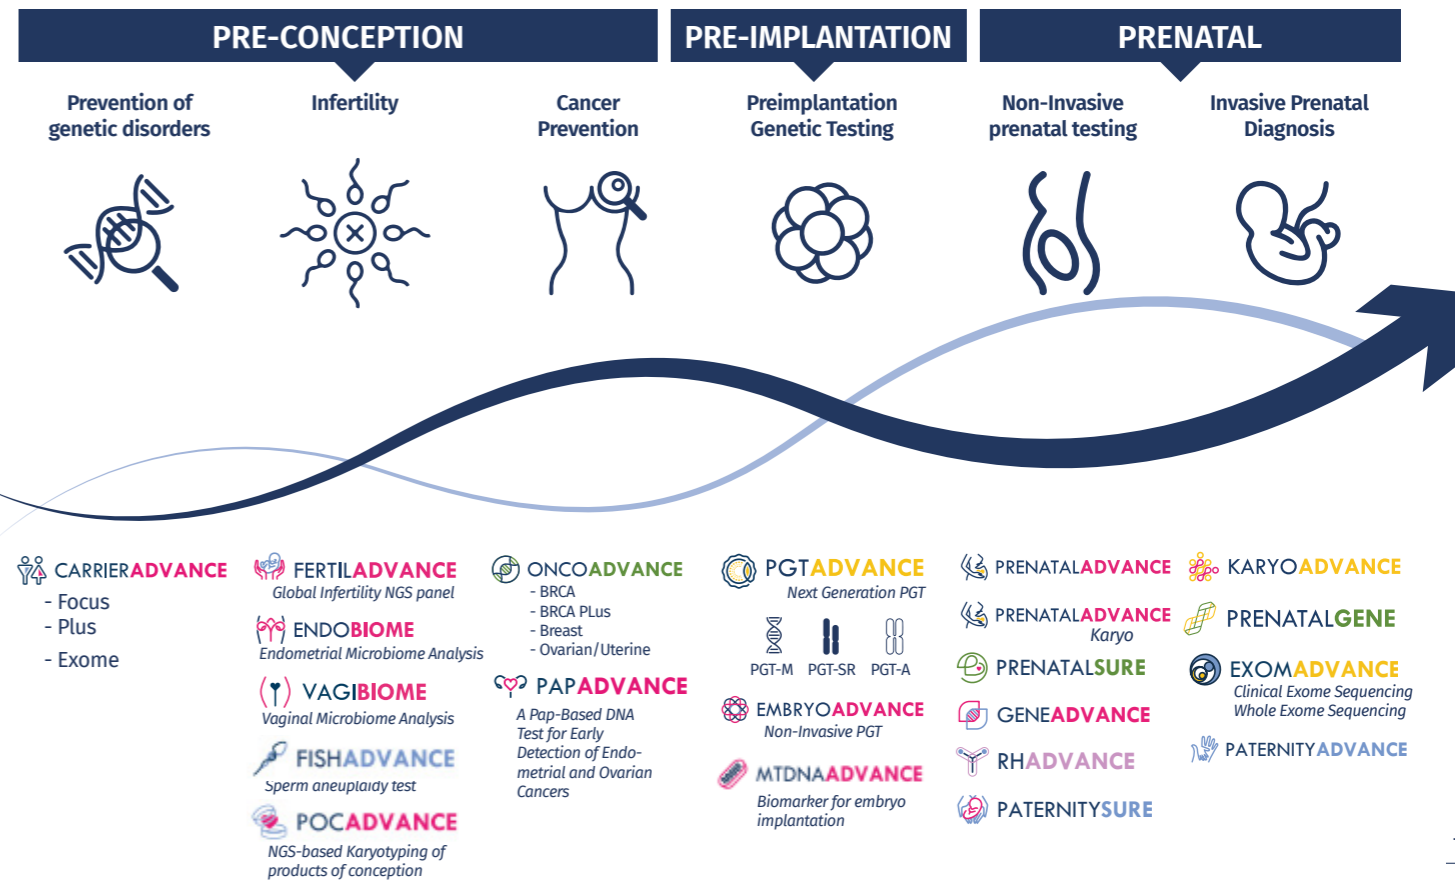 PRE-CONCEPTION
PRE-IMPLANTATION
PRENATAL
Prevention of
genetic disorders
Infertility
Cancer
Prevention
Preimplantation
Genetic Testing
Non-Invasive
prenatal testing
Invasive Prenatal
Diagnosis
CARRIERADVANCE
- Focus
- Plus
- Exome
FERTILADVANCE
Global Infertility NGS panel
ENDOBIOME
Endometrial Microbiome Analysis
VAGIBIOME
Vaginal Microbiome Analysis
FISHADVANCE
Sperm aneuplaidy test
POCADVANCE
NGS-based Karyotyping of
products of conception
ONCOADVANCE
- BRCA
- BRCA PLus
- Breast
- Ovarian/Uterine
PAPADVANCE
A Pap-Based DNA
Test for Early
Detection of Endo-
metrial and Ovarian
Cancers
PGTADVANCE
Next Generation PGT
PGT-M PGT-SR PGT-A
EMBRYOADVANCE
Non-Invasive PGT
MTDNAADVANCE
Biomarker for embryo
implantation
PRENATALADVANCE
PRENATALADVANCE
Karyo
PRENATALSURE
GENEADVANCE
RHADVANCE
PATERNITYSURE
KARYOADVANCE
PRENATALGENE
EXOMADVANCE
Clinical Exome Sequencing
Whole Exome Sequencing
PATERNITYADVANCE